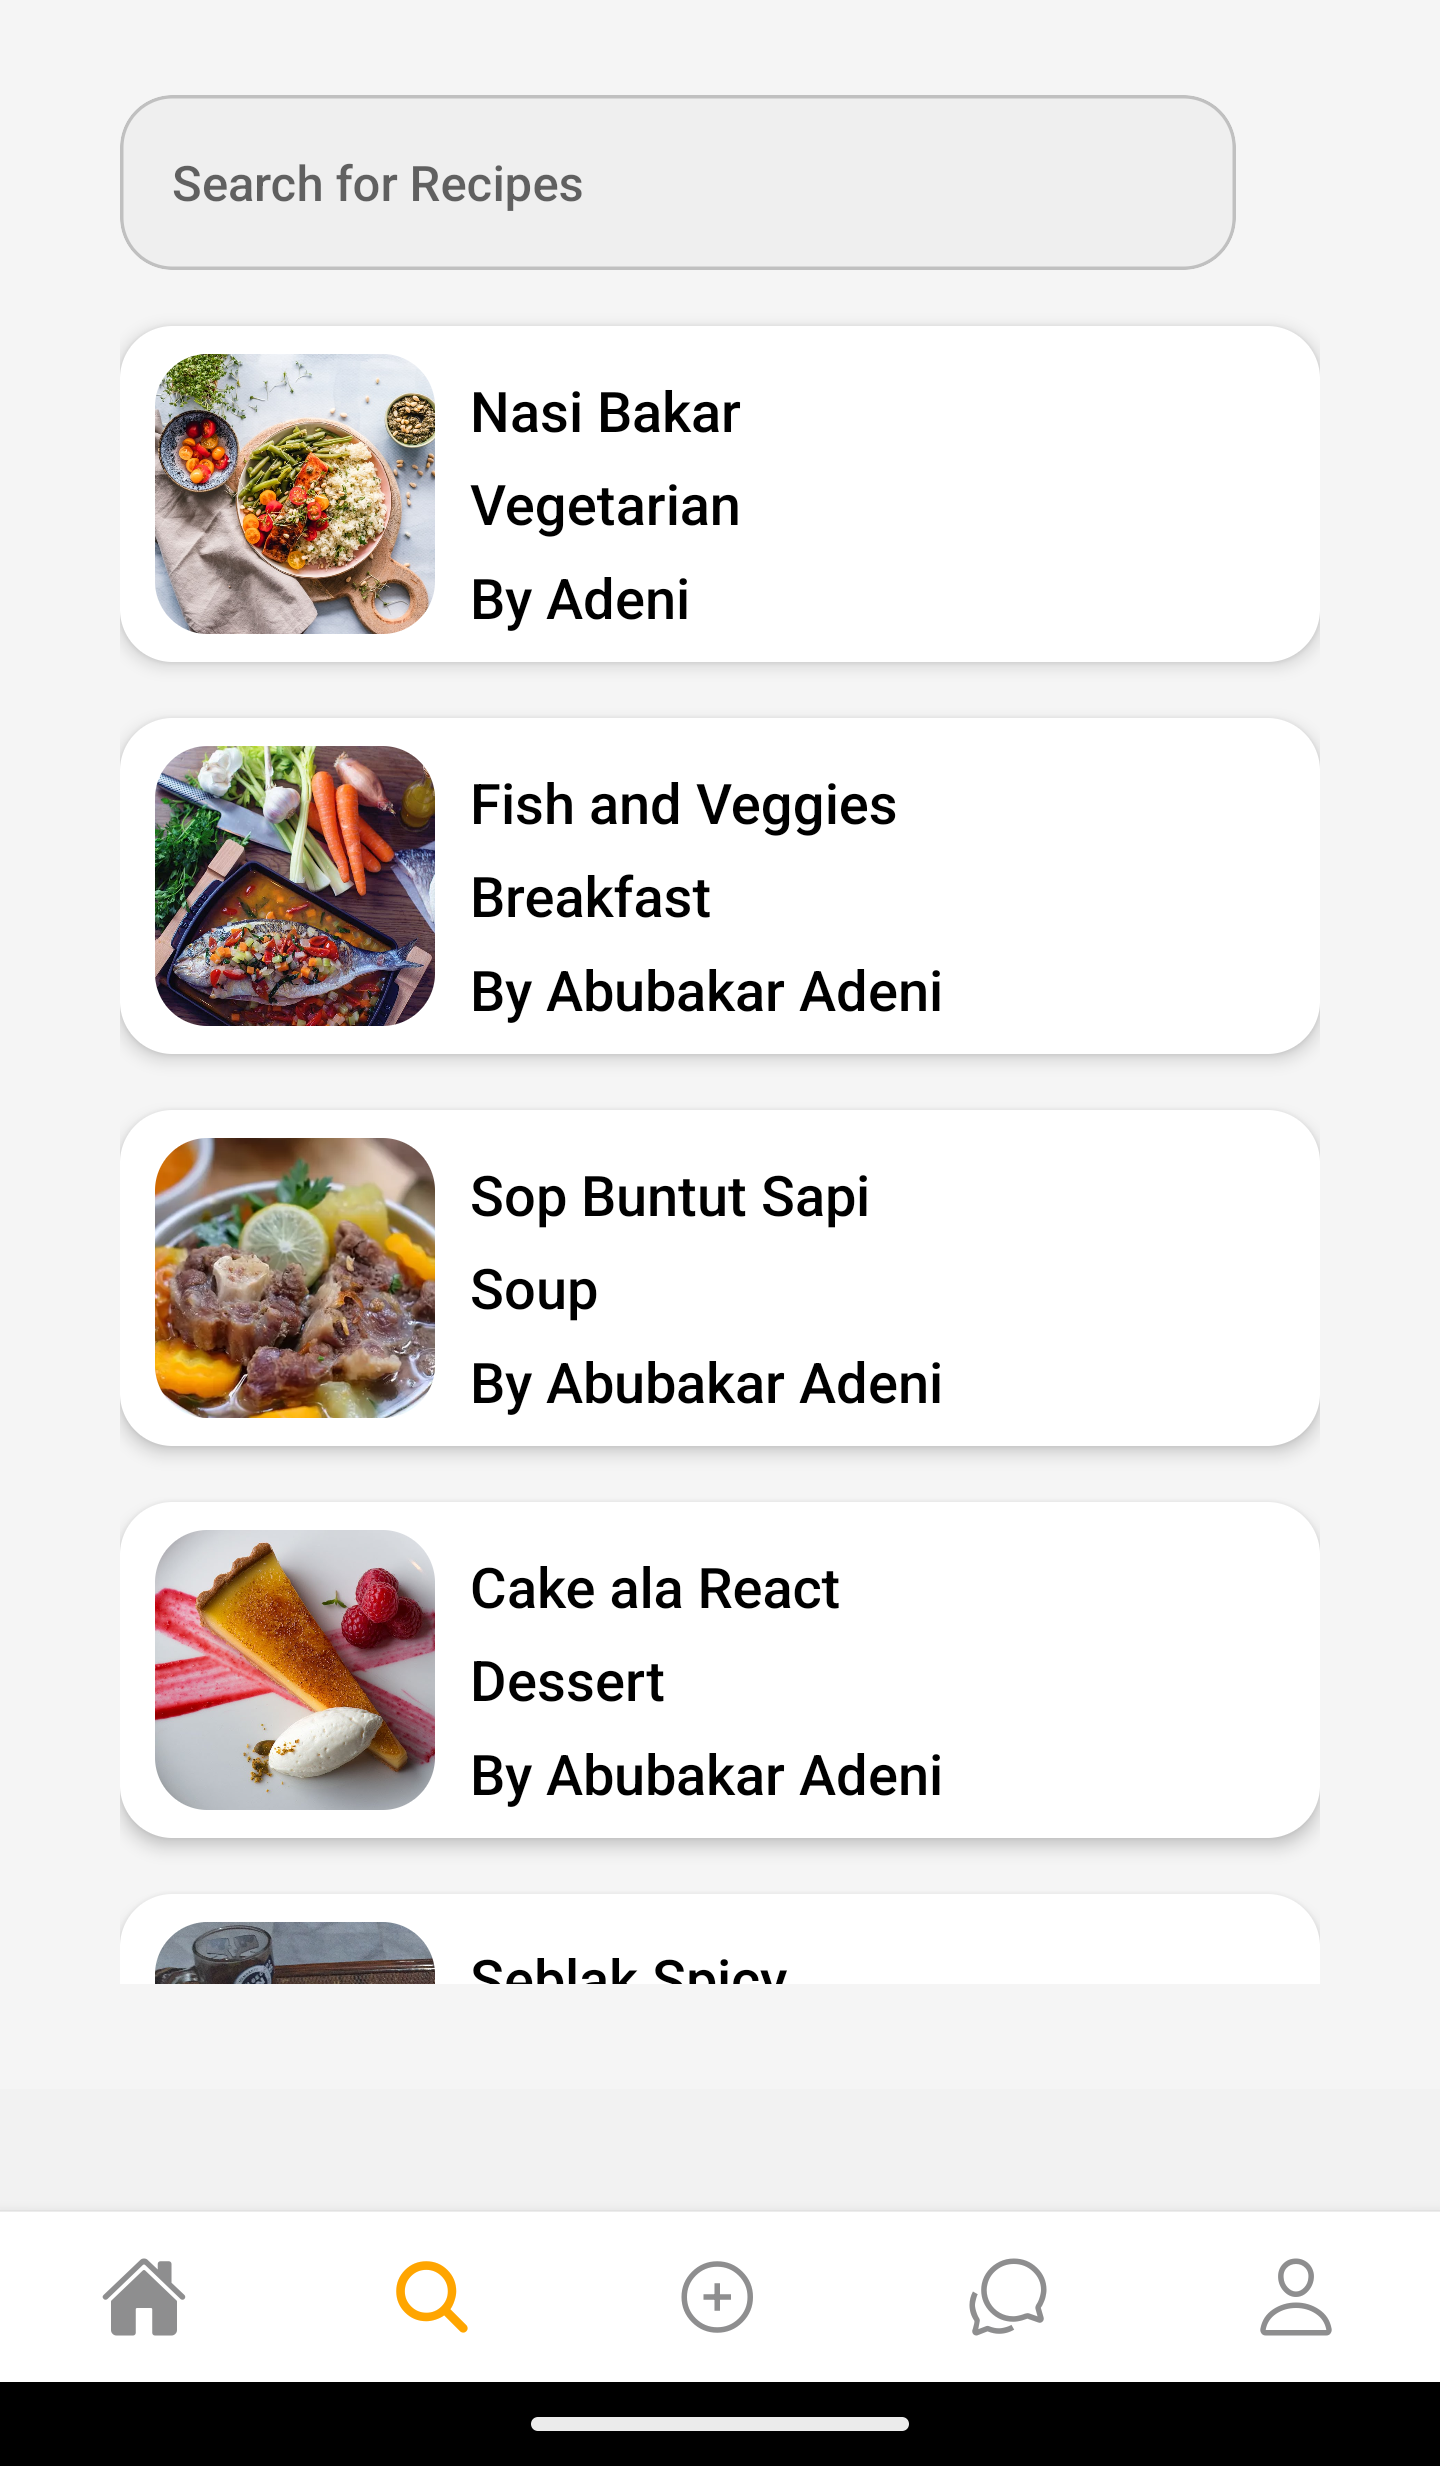 Search for Recipes
Nasi Bakar
Vegetarian
By Adeni
Fish and Veggies
Breakfast
By Abubakar Adeni
Sop Buntut Sapi
Soup
By Abubakar Adeni
Cake ala React
Dessert
By Abubakar Adeni
Seblak Spicy